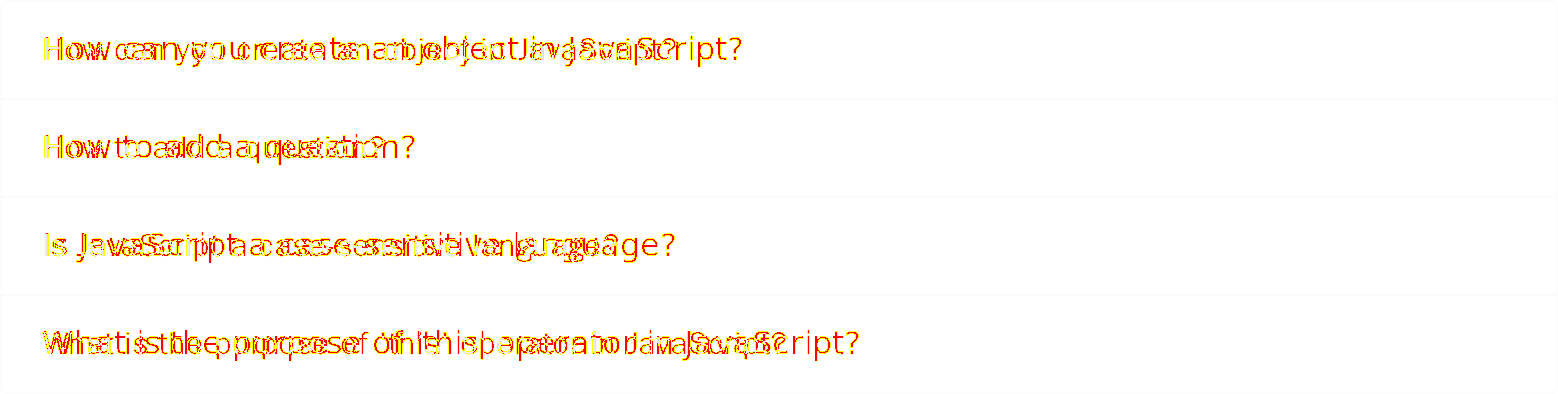 How can you create an object in JavaScript?
How to add a question?
Is JavaScript a case-sensitive language?
What is the purpose of 'this' operator in JavaScript?